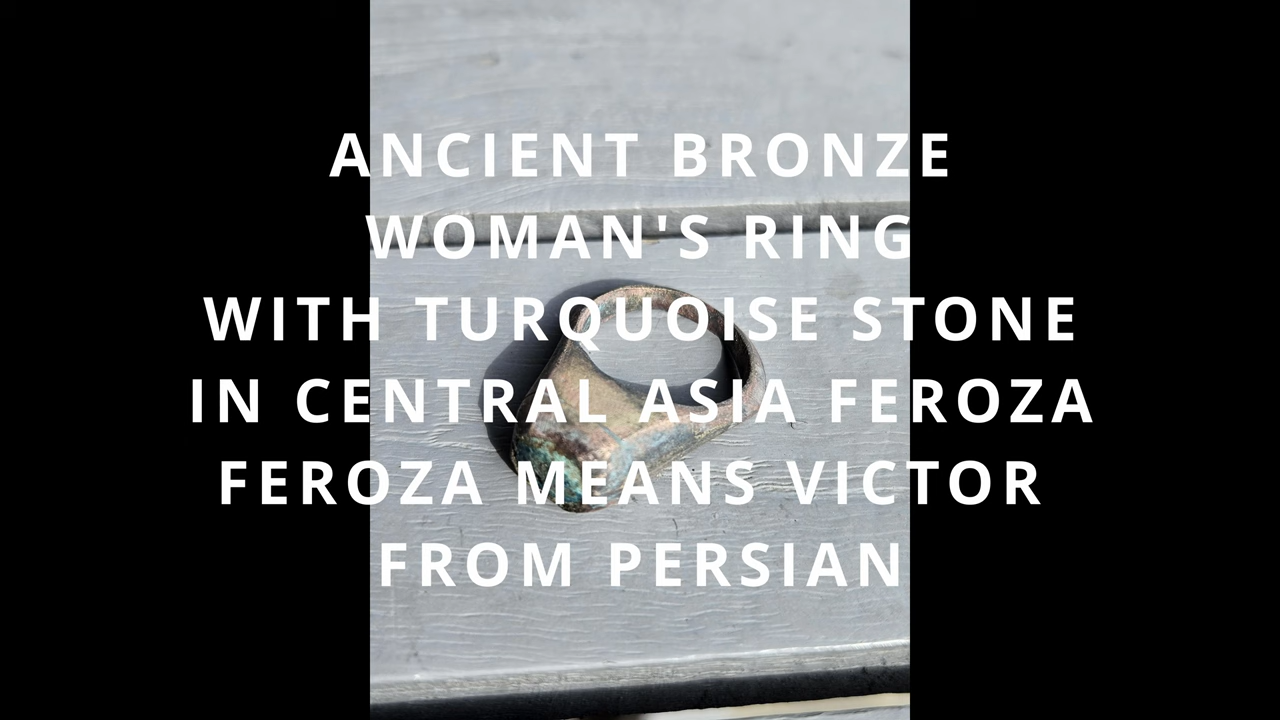 ANCIENT BRONZE
WOMAN'S RING
WITH TURQUOISE STONE
IN CENTRAL ASIA FEROZA
FEROZA MEANS VICTOR
FROM PERSIAN